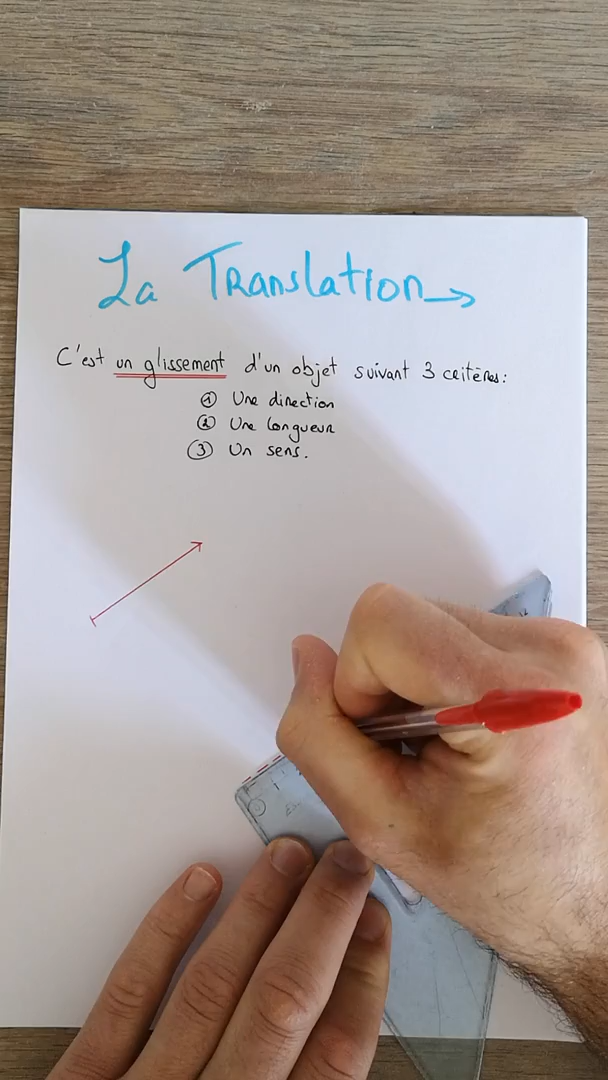 La Translation
C'est un glissement d'un objet suivant 3 critères:
① Une direction
② Une longueur
③ Un sens.